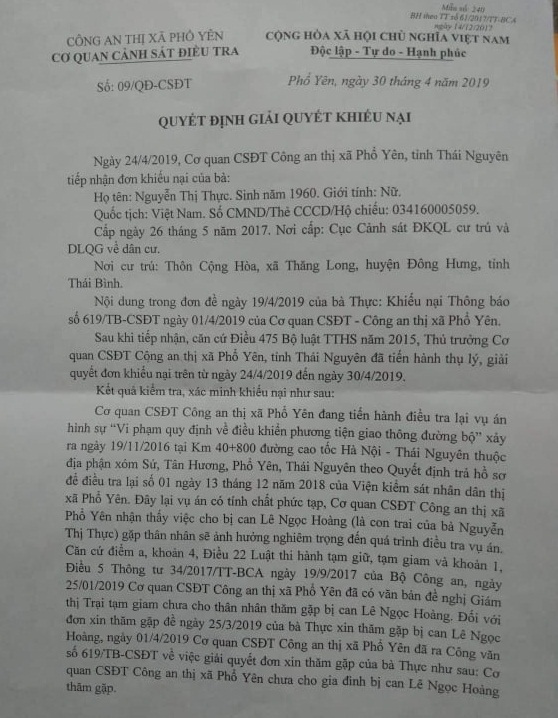 Mẫu số: 240
BH theo TT số 61/2017/TT-BCA
ngày 14/12/2017
CÔNG AN THỊ XÃ PHỔ YÊN
CƠ QUAN CẢNH SÁT ĐIỀU TRA
CỘNG HÒA XÃ HỘI CHỦ NGHĨA VIỆT NAM
Độc lập - Tự do - Hạnh phúc
Số: 09/QĐ-CSĐT
Phổ Yên, ngày 30 tháng 4 năm 2019
QUYẾT ĐỊNH GIẢI QUYẾT KHIẾU NẠI
Ngày 24/4/2019, Cơ quan CSĐT Công an thị xã Phổ Yên, tỉnh Thái Nguyên
tiếp nhận đơn khiếu nại của bà:
Họ tên: Nguyễn Thị Thực. Sinh năm 1960. Giới tính: Nữ.
Quốc tịch: Việt Nam. Số CMND/Thẻ CCCD/Hộ chiếu: 034160005059.
Cấp ngày 26 tháng 5 năm 2017. Nơi cấp: Cục Cảnh sát ĐKQL cư trú và
DLQG về dân cư.
Nơi cư trú: Thôn Cộng Hòa, xã Thăng Long, huyện Đông Hưng, tỉnh
Thái Bình.
Nội dung trong đơn đề ngày 19/4/2019 của bà Thực: Khiếu nại Thông báo
số 619/TB-CSĐT ngày 01/4/2019 của Cơ quan CSĐT - Công an thị xã Phổ Yên.
Sau khi tiếp nhận, căn cứ Điều 475 Bộ luật TTHS năm 2015, Thủ trưởng Cơ
quan CSĐT Công an thị xã Phổ Yên, tỉnh Thái Nguyên đã tiến hành thụ lý, giải
quyết đơn khiếu nại trên từ ngày 24/4/2019 đến ngày 30/4/2019.
Kết quả kiểm tra, xác minh khiếu nại như sau:
Cơ quan CSĐT Công an thị xã Phổ Yên đang tiến hành điều tra lại vụ án
hình sự “Vi phạm quy định về điều khiển phương tiện giao thông đường bộ” xảy
ra ngày 19/11/2016 tại Km 40+800 đường cao tốc Hà Nội - Thái Nguyên thuộc
địa phận xóm Sứ, Tân Hương, Phổ Yên, Thái Nguyên theo Quyết định trả hồ sơ
để điều tra lại số 01 ngày 13 tháng 12 năm 2018 của Viện kiểm sát nhân dân thị
xã Phổ Yên. Đây lại vụ án có tính chất phức tạp, Cơ quan CSĐT Công an thị xã
Phổ Yên nhận thấy việc cho bị can Lê Ngọc Hoàng (là con trai của bà Nguyễn
Thị Thực) gặp thân nhân sẽ ảnh hưởng nghiêm trọng đến quá trình điều tra vụ án.
Căn cứ điểm a, khoản 4, Điều 22 Luật thi hành tạm giữ, tạm giam và khoản 1,
Điều 5 Thông tư 34/2017/TT-BCA ngày 19/9/2017 của Bộ Công an, ngày
25/01/2019 Cơ quan CSĐT Công an thị xã Phổ Yên đã có văn bản đề nghị Giám
thị Trại tạm giam chưa cho thân nhân thăm gặp bị can Lê Ngọc Hoàng. Đối với
đơn xin thăm gặp đề ngày 25/3/2019 của bà Thực xin thăm gặp bị can Lê Ngọc
Hoàng, ngày 01/4/2019 Cơ quan CSĐT Công an thị xã Phổ Yên đã ra Công văn
số 619/TB-CSĐT về việc giải quyết đơn xin thăm gặp của bà Thực như sau: Cơ
quan CSĐT Công an thị xã Phổ Yên chưa cho gia đình bị can Lê Ngọc Hoàng
thăm gặp.